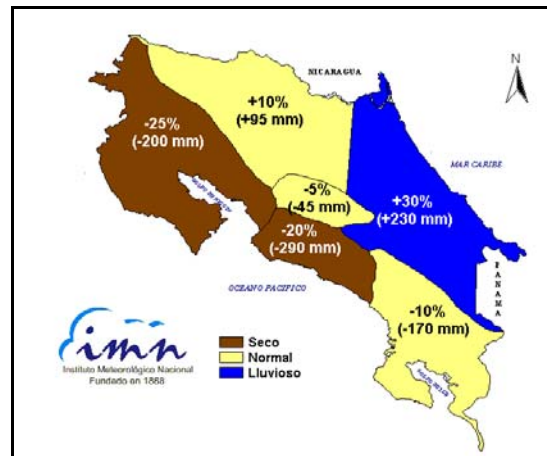 NICARAGUA
N
+10%
(+95 mm)
-25%
(-200 mm)
MAR CARIBE
-5%
(-45 mm)
+30%
(+230 mm)
-20%
(-290 mm)
OCEANO PACIFICO
PANAMA
-10%
(-170 mm)
imn
Instituto Meteorológico Nacional
Fundado en 1888
Seco
Normal
Lluvioso